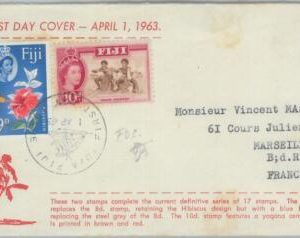 ST DAY COVER — APRIL 1, 1963.
FIJI
FIJI
Monsieur Vincent MA
61 Cours Julie
MARSEIL
B;d.R
FRANC
F.D.C.
These two stamps complete the current definitive series of 17 stamps. The
replaces the 8d. stamp, retaining the Hibiscus design but with a blue
replacing the steel grey of the 8d. The 10d. stamp features a yaqona
is printed in brown and red.